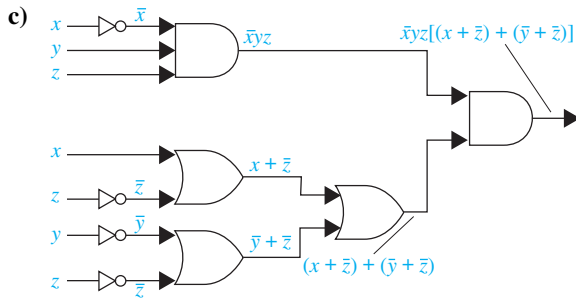 c)
x x̄
y x̄yz
z
x̄yz[(x + z̄) + (ȳ + z̄)]
x x + z̄
z z̄
y ȳ ȳ + z̄
z z̄
(x + z̄) + (ȳ + z̄)